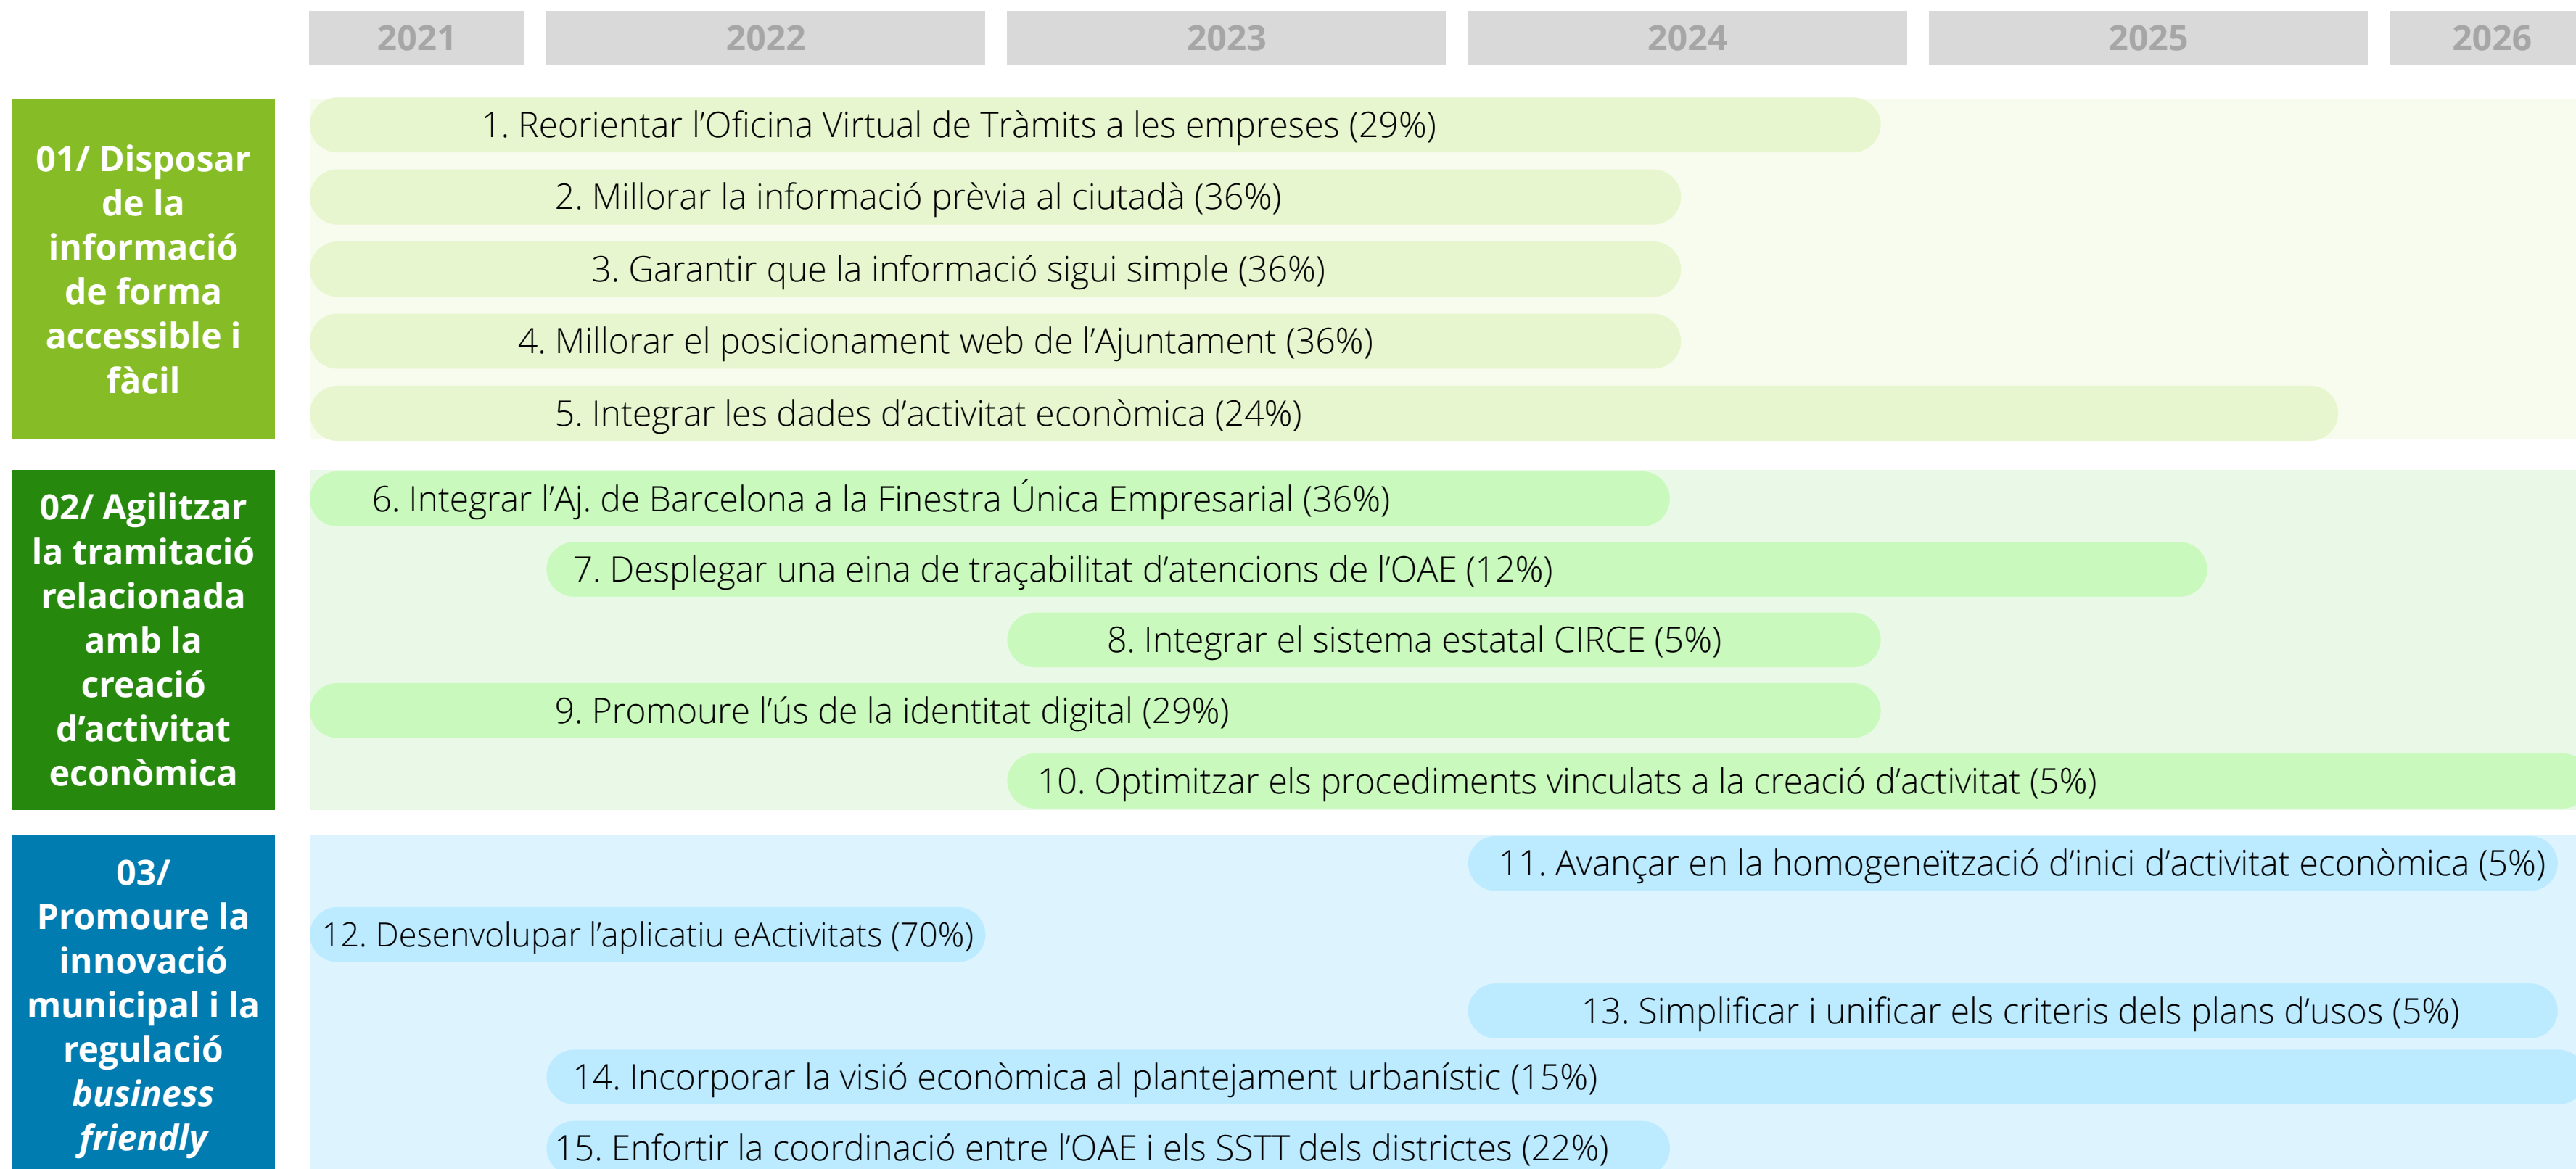 2021 2022 2023 2024 2025 2026
01/ Disposar
de la
informació
de forma
accessible i
fàcil
1. Reorientar l’Oficina Virtual de Tràmits a les empreses (29%)
2. Millorar la informació prèvia al ciutadà (36%)
3. Garantir que la informació sigui simple (36%)
4. Millorar el posicionament web de l’Ajuntament (36%)
5. Integrar les dades d’activitat econòmica (24%)
02/ Agilitzar
la tramitació
relacionada
amb la
creació
d’activitat
econòmica
6. Integrar l’Aj. de Barcelona a la Finestra Única Empresarial (36%)
7. Desplegar una eina de traçabilitat d’atencions de l’OAE (12%)
8. Integrar el sistema estatal CIRCE (5%)
9. Promoure l’ús de la identitat digital (29%)
10. Optimitzar els procediments vinculats a la creació d’activitat (5%)
03/
Promoure la
innovació
municipal i la
regulació
business
friendly
11. Avançar en la homogeneïtzació d’inici d’activitat econòmica (5%)
12. Desenvolupar l’aplicatiu eActivitats (70%)
13. Simplificar i unificar els criteris dels plans d’usos (5%)
14. Incorporar la visió econòmica al plantejament urbanístic (15%)
15. Enfortir la coordinació entre l’OAE i els SSTT dels districtes (22%)